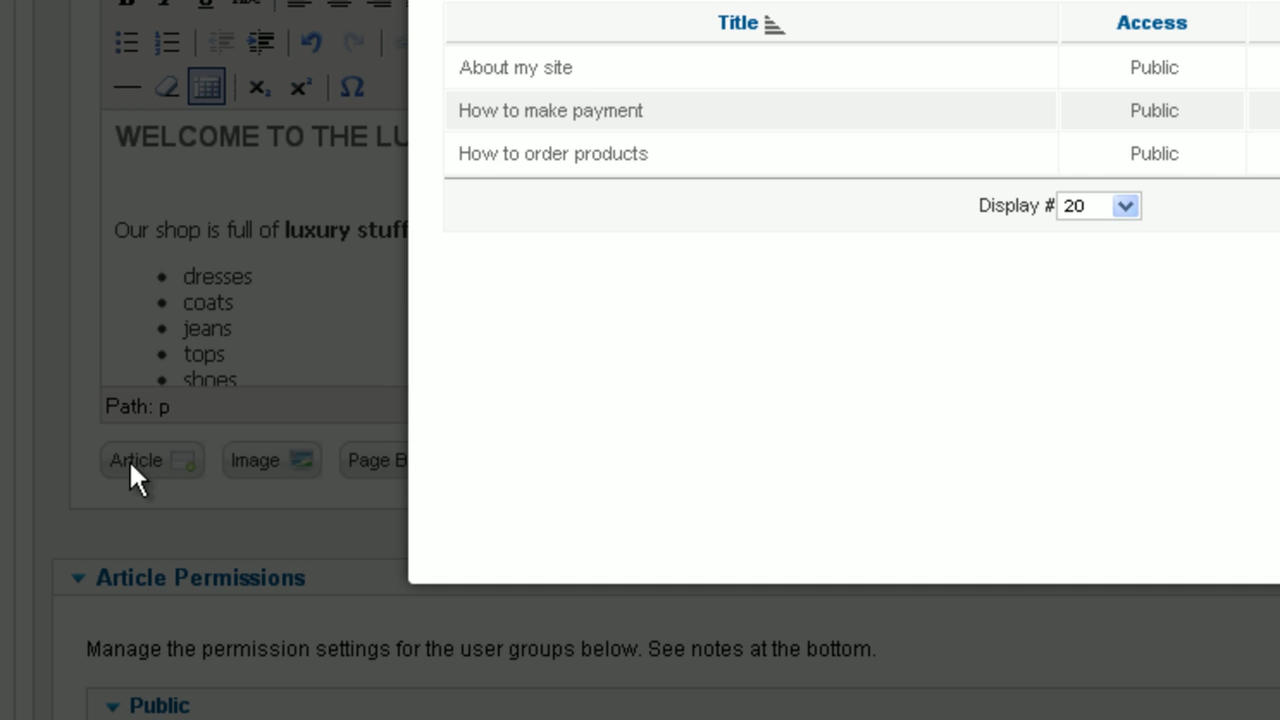 Title Access
About my site Public
How to make payment Public
How to order products Public
Display # 20
WELCOME TO THE LU
Our shop is full of luxury stuff
dresses
coats
jeans
tops
shoes
Path: p
Article Image Page B
Article Permissions
Manage the permission settings for the user groups below. See notes at the bottom.
Public